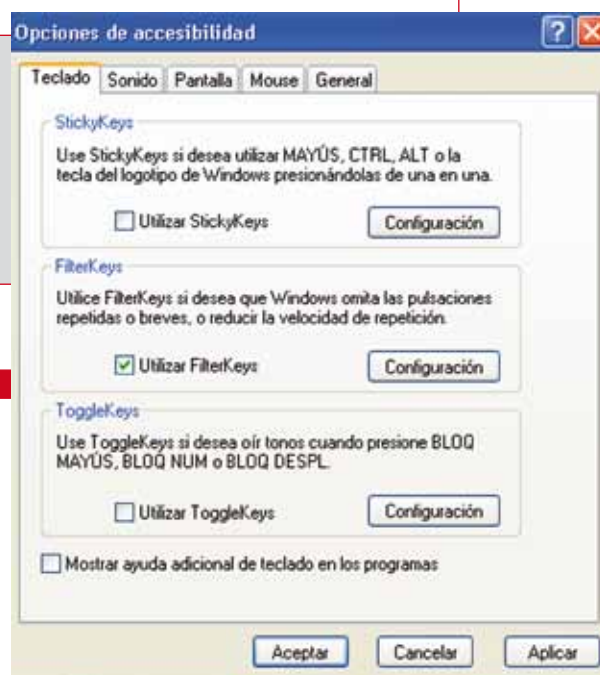 Opciones de accesibilidad
Teclado Sonido Pantalla Mouse General
StickyKeys
Use StickyKeys si desea utilizar MAYÚS, CTRL, ALT o la
tecla del logotipo de Windows presionándolas de una en una.
Utilizar StickyKeys Configuración
FilterKeys
Utilice FilterKeys si desea que Windows omita las pulsaciones
repetidas o breves, o reducir la velocidad de repetición.
Utilizar FilterKeys Configuración
ToggleKeys
Use ToggleKeys si desea oír tonos cuando presione BLOQ
MAYÚS, BLOQ NUM o BLOQ DESPL.
Utilizar ToggleKeys Configuración
Mostrar ayuda adicional de teclado en los programas
Aceptar Cancelar Aplicar